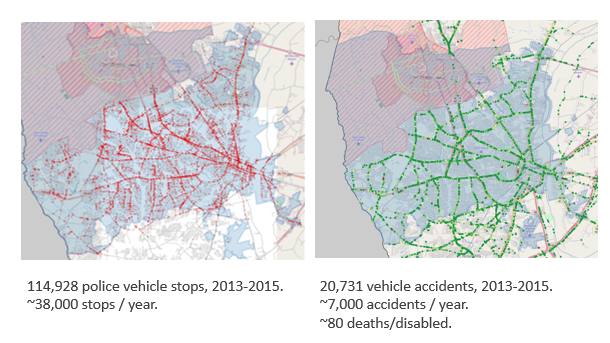 114,928 police vehicle stops, 2013-2015.
~38,000 stops / year.
20,731 vehicle accidents, 2013-2015.
~7,000 accidents / year.
~80 deaths/disabled.